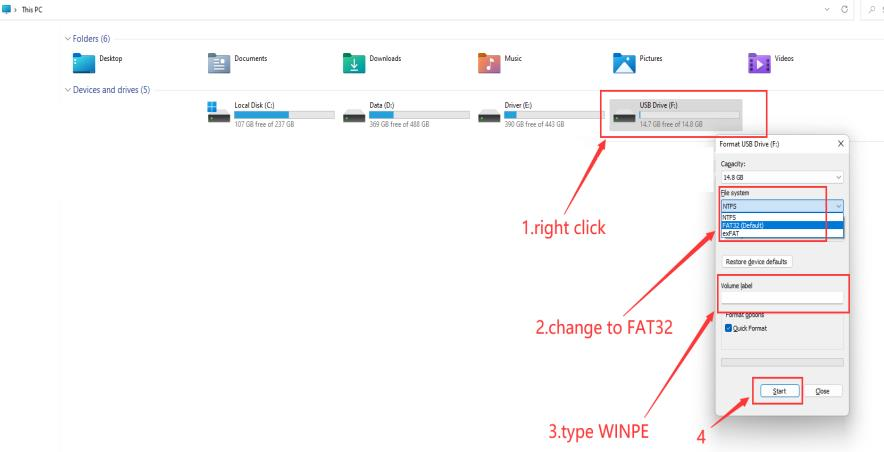 This PC
Folders (6)
Desktop
Documents
Downloads
Music
Pictures
Videos
Devices and drives (5)
Local Disk (C:)
107 GB free of 237 GB
Data (D:)
369 GB free of 488 GB
Driver (E:)
390 GB free of 443 GB
USB Drive (F:)
14.7 GB free of 14.8 GB
Format USB Drive (F:)
Capacity:
14.8 GB
File system
NTFS
NTFS
FAT32 (Default)
exFAT
Restore device defaults
Volume label
Format options
Quick Format
Start
Close
1.right click
2.change to FAT32
3.type WINPE
4